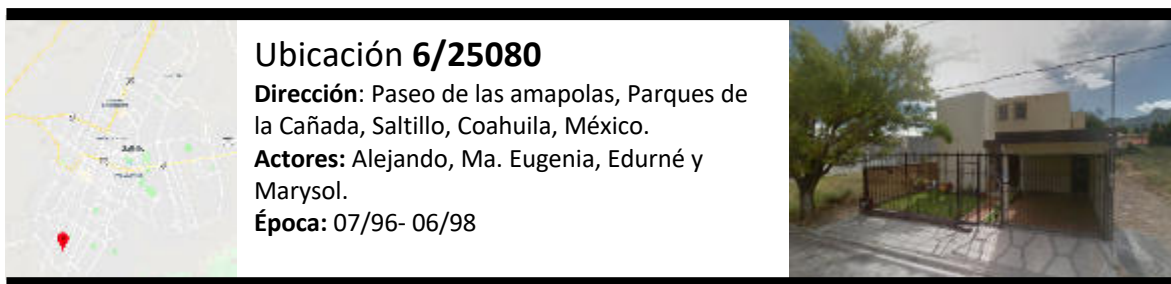 Ubicación 6/25080
Dirección: Paseo de las amapolas, Parques de
la Cañada, Saltillo, Coahuila, México.
Actores: Alejando, Ma. Eugenia, Edurné y
Marysol.
Época: 07/96- 06/98